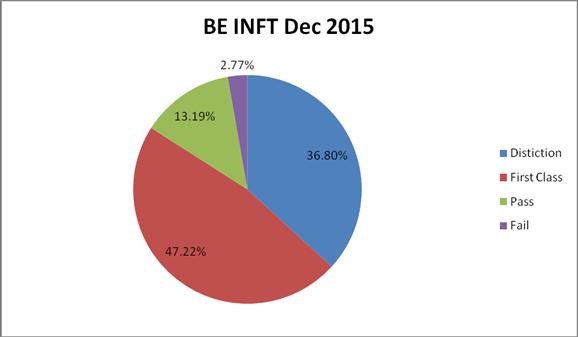 BE INFT Dec 2015
2.77%
13.19%
36.80%
47.22%
Distiction
First Class
Pass
Fail